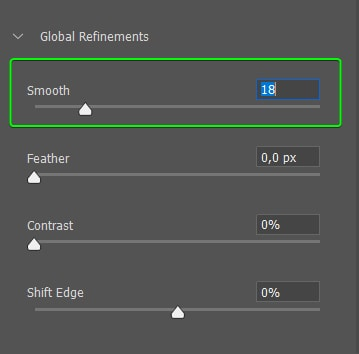 Global Refinements
Smooth 18
Feather 0,0 px
Contrast 0%
Shift Edge 0%